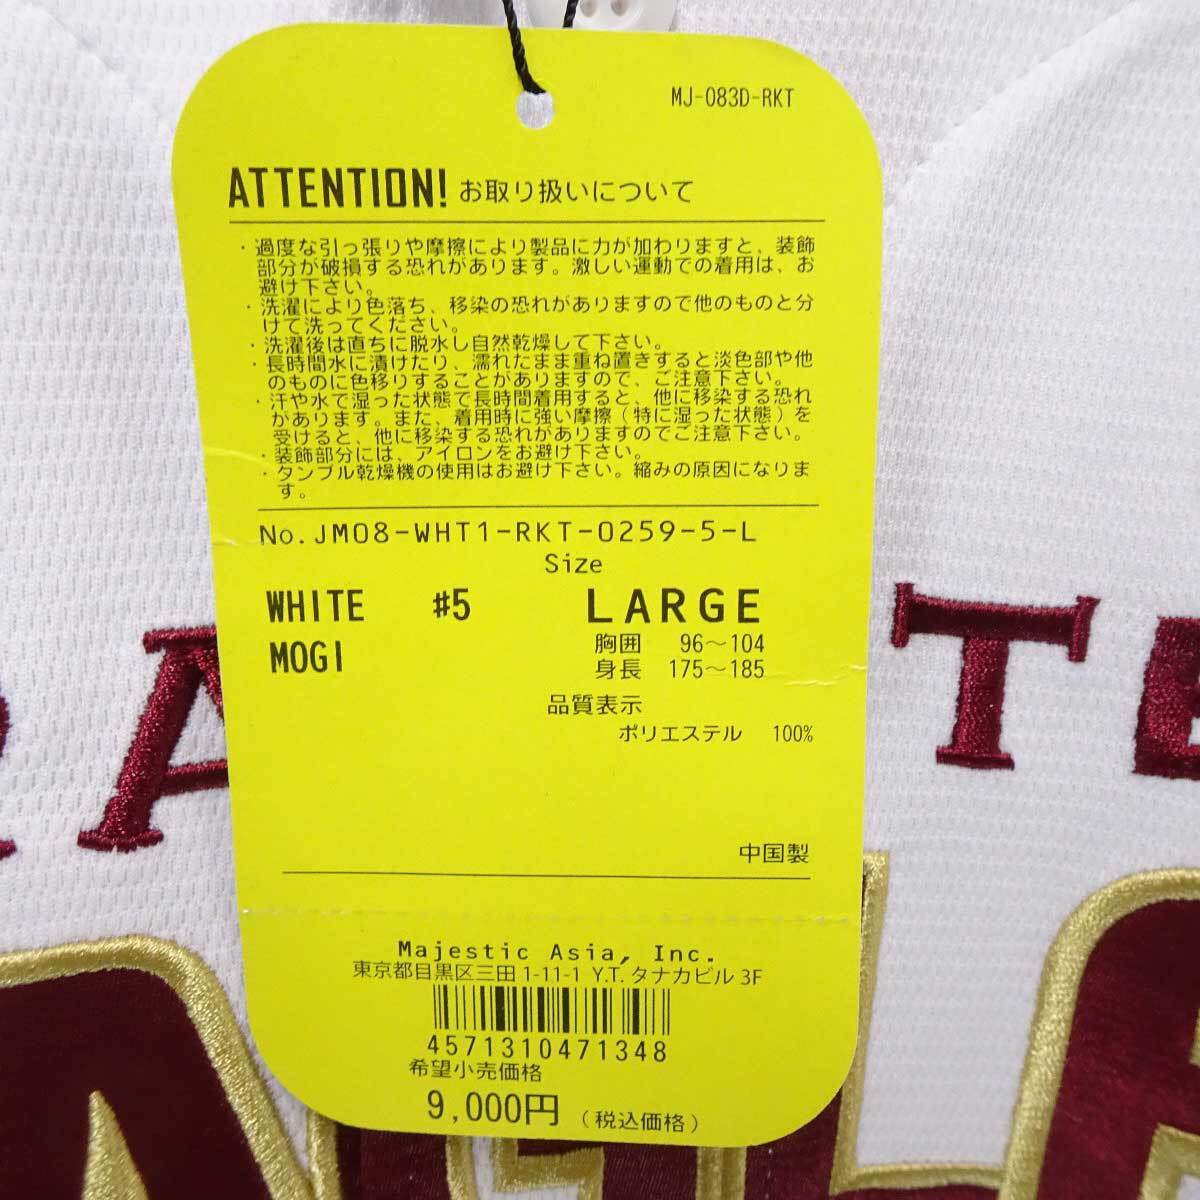 MJ-083D-RKT
ATTENTION! お取り扱いについて
・過度な引っ張りや摩擦により製品に力が加わりますと、装飾
部分が破損する恐れがあります。激しい運動での着用は、お
避け下さい。
・洗濯により色落ち、移染の恐れがありますので他のものと分
けて洗ってください。
・洗濯後は直ちに脱水し自然乾燥して下さい。
・長時間水に漬けたり、濡れたまま重ね置きすると淡色部や他
のものに色移りすることがありますので、ご注意下さい。
・汗や水で湿った状態で長時間着用すると、他に移染する恐れ
があります。また、着用時に強い摩擦(特に湿った状態)を
受けると、他に移染する恐れがありますのでご注意下さい。
・装飾部分には、アイロンをお避け下さい。
・タンブル乾燥機の使用はお避け下さい。縮みの原因になりま
す。
No.JM08-WHT1-RKT-0259-5-L
Size
WHITE #5 LARGE
胸囲 96~104
MOGI
身長 175~185
品質表示
ポリエステル 100%
中国製
Majestic Asia, Inc.
東京都目黒区三田 1-11-1 Y.T. タナカビル 3F
4571310471348
希望小売価格
9,000円 (税込価格)
RA TE